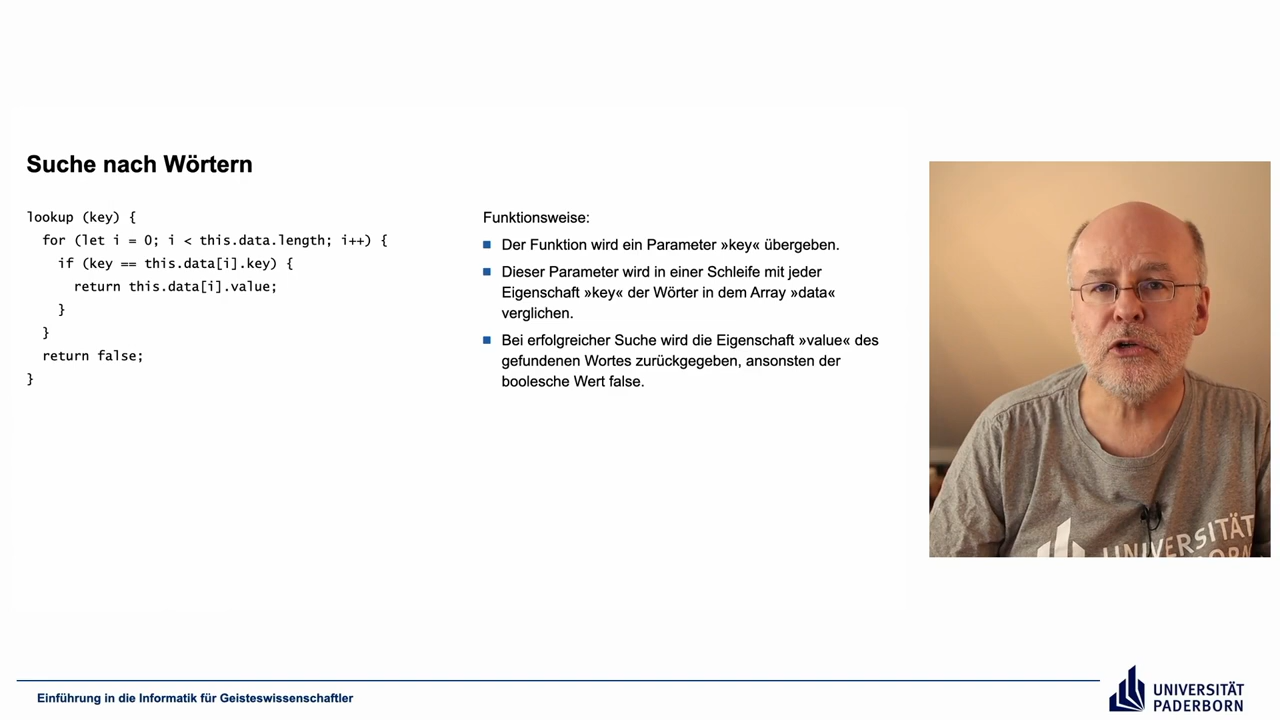 Suche nach Wörtern
lookup (key) {
for (let i = 0; i < this.data.length; i++) {
if (key == this.data[i].key) {
return this.data[i].value;
}
}
return false;
}
Funktionsweise:
Der Funktion wird ein Parameter »key« übergeben.
Dieser Parameter wird in einer Schleife mit jeder
Eigenschaft »key« der Wörter in dem Array »data«
verglichen.
Bei erfolgreicher Suche wird die Eigenschaft »value« des
gefundenen Wortes zurückgegeben, ansonsten der
boolesche Wert false.
UNIVERSITÄT
Einführung in die Informatik für Geisteswissenschaftler
UNIVERSITÄT
PADERBORN